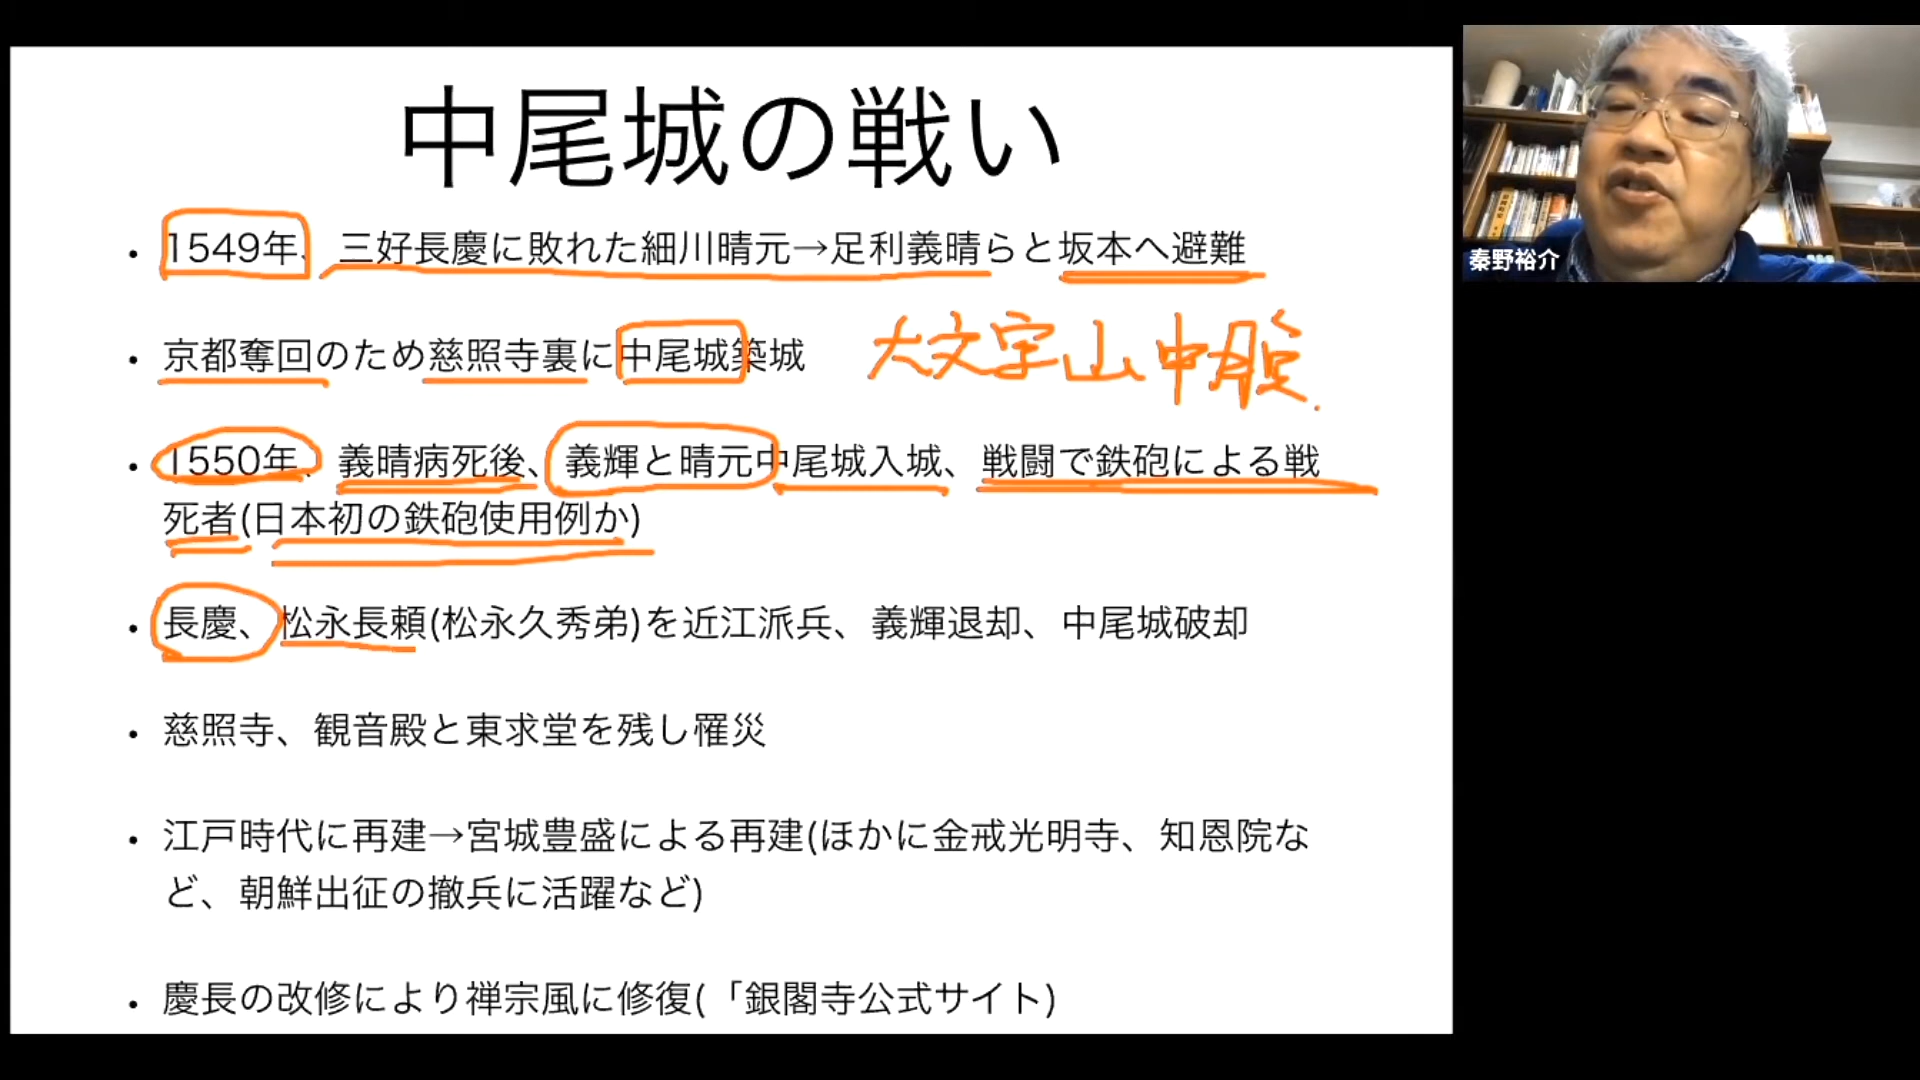 中尾城の戦い
・1549年、三好長慶に敗れた細川晴元→足利義晴らと坂本へ避難
秦野裕介
・京都奪回のため慈照寺裏に中尾城築城
大文字山中腹
・1550年、義晴病死後、義輝と晴元中尾城入城、戦闘で鉄砲による戦
死者(日本初の鉄砲使用例か)
・長慶、松永長頼(松永久秀弟)を近江派兵、義輝退却、中尾城破却
・慈照寺、観音殿と東求堂を残し罹災
・江戸時代に再建→宮城豊盛による再建(ほかに金戒光明寺、知恩院な
ど、朝鮮出征の撤兵に活躍など)
・慶長の改修により禅宗風に修復(「銀閣寺公式サイト)